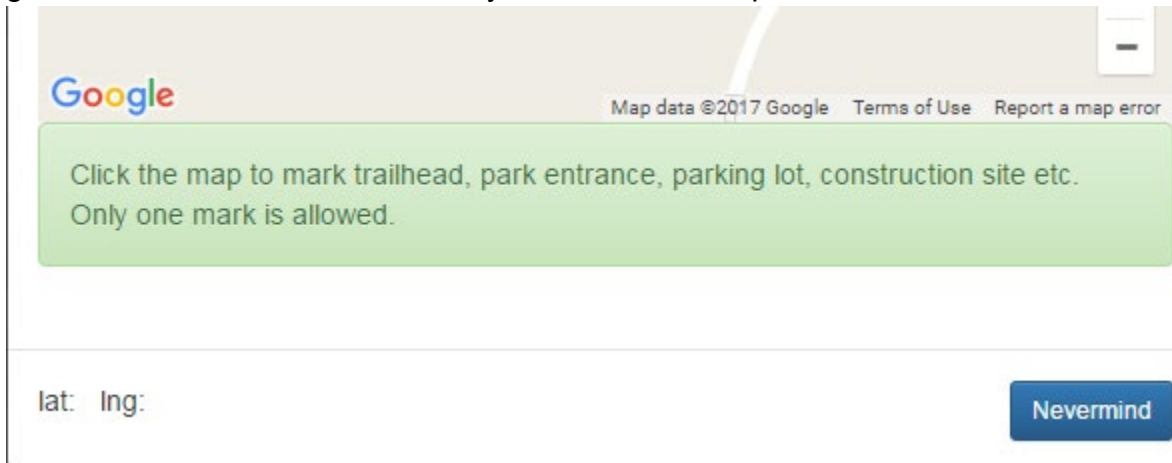 Google
Map data ©2017 Google Terms of Use Report a map error
Click the map to mark trailhead, park entrance, parking lot, construction site etc.
Only one mark is allowed.
lat: lng:
Nevermind